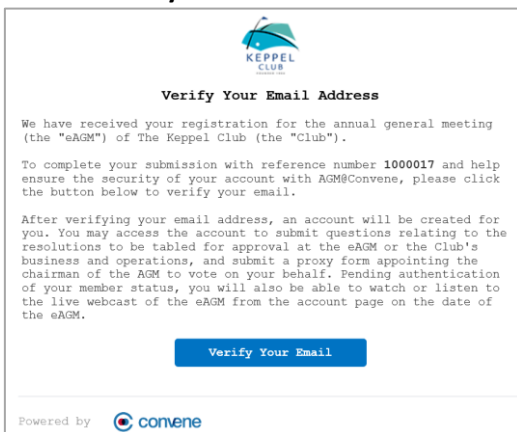 KEPPEL
CLUB
Verify Your Email Address
We have received your registration for the annual general meeting
(the "eAGM") of The Keppel Club (the "Club").
To complete your submission with reference number 1000017 and help
ensure the security of your account with AGM@Convene, please click
the button below to verify your email.
After verifying your email address, an account will be created for
you. You may access the account to submit questions relating to the
resolutions to be tabled for approval at the eAGM or the Club's
business and operations, and submit a proxy form appointing the
chairman of the AGM to vote on your behalf. Pending authentication
of your member status, you will also be able to watch or listen to
the live webcast of the eAGM from the account page on the date of
the eAGM.
Verify Your Email
Powered by convene